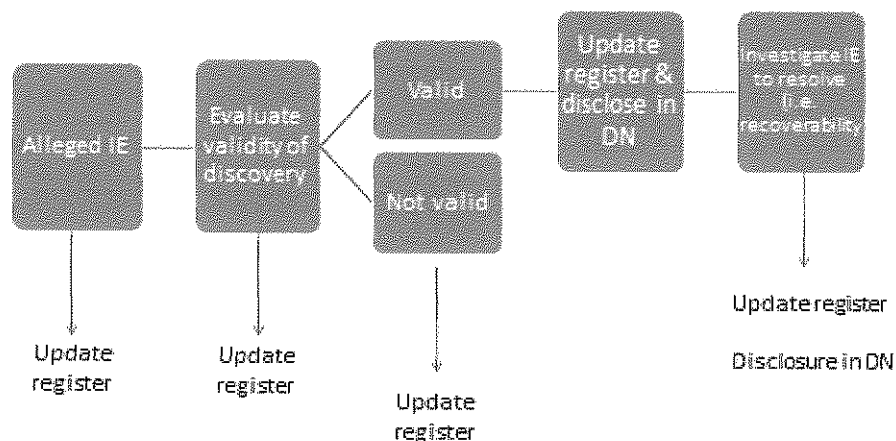 Alleged IE
Evaluate
validity of
discovery
Valid
Not valid
Update
register &
disclose in
DN
Investigate IE
to resolve
i.e.
recoverability
Update
register
Update
register
Update
register
Update register
Disclosure in DN